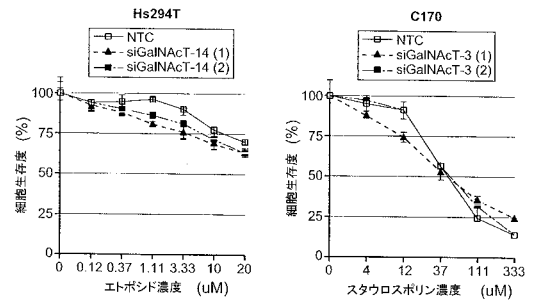 Hs294T
NTC
siGalNAcT-14 (1)
siGalNAcT-14 (2)
細胞生存度 (%)
100
75
50
25
0
0 0.12 0.37 1.11 3.33 10 20
エトポシド濃度 (uM)
C170
NTC
siGalNAcT-3 (1)
siGalNAcT-3 (2)
細胞生存度 (%)
100
75
50
25
0
0 4 12 37 111 333
スタウロスポリン濃度 (uM)